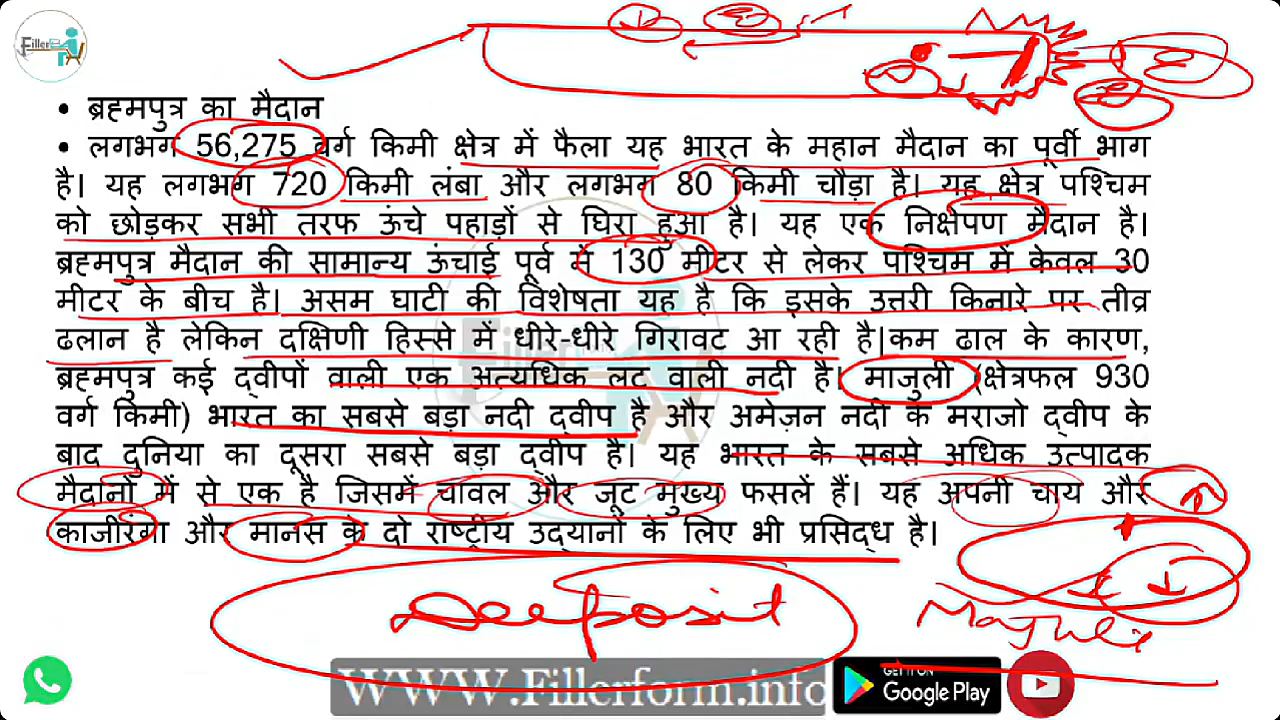 Filler
• ब्रह्मपुत्र का मैदान
• लगभग 56,275 वर्ग किमी क्षेत्र में फैला यह भारत के महान मैदान का पूर्वी भाग
है। यह लगभग 720 किमी लंबा और लगभग 80 किमी चौड़ा है। यह क्षेत्र पश्चिम
को छोड़कर सभी तरफ ऊंचे पहाड़ों से घिरा हुआ है। यह एक निक्षेपण मैदान है।
ब्रह्मपुत्र मैदान की सामान्य ऊंचाई पूर्व में 130 मीटर से लेकर पश्चिम में केवल 30
मीटर के बीच है। असम घाटी की विशेषता यह है कि इसके उत्तरी किनारे पर तीव्र
ढलान है लेकिन दक्षिणी हिस्से में धीरे-धीरे गिरावट आ रही है।कम ढाल के कारण,
ब्रह्मपुत्र कई द्वीपों वाली एक अत्यधिक लट वाली नदी है। माजुली (क्षेत्रफल 930
वर्ग किमी) भारत का सबसे बड़ा नदी द्वीप है और अमेज़न नदी के मराजो द्वीप के
बाद दुनिया का दूसरा सबसे बड़ा द्वीप है। यह भारत के सबसे अधिक उत्पादक
मैदानों में से एक है जिसमें चावल और जूट मुख्य फसलें हैं। यह अपनी चाय और
काजीरंगा और मानस के दो राष्ट्रीय उद्यानों के लिए भी प्रसिद्ध है।
Deeposit
WWW.Fillerform.info
GET IT ON
Google Play